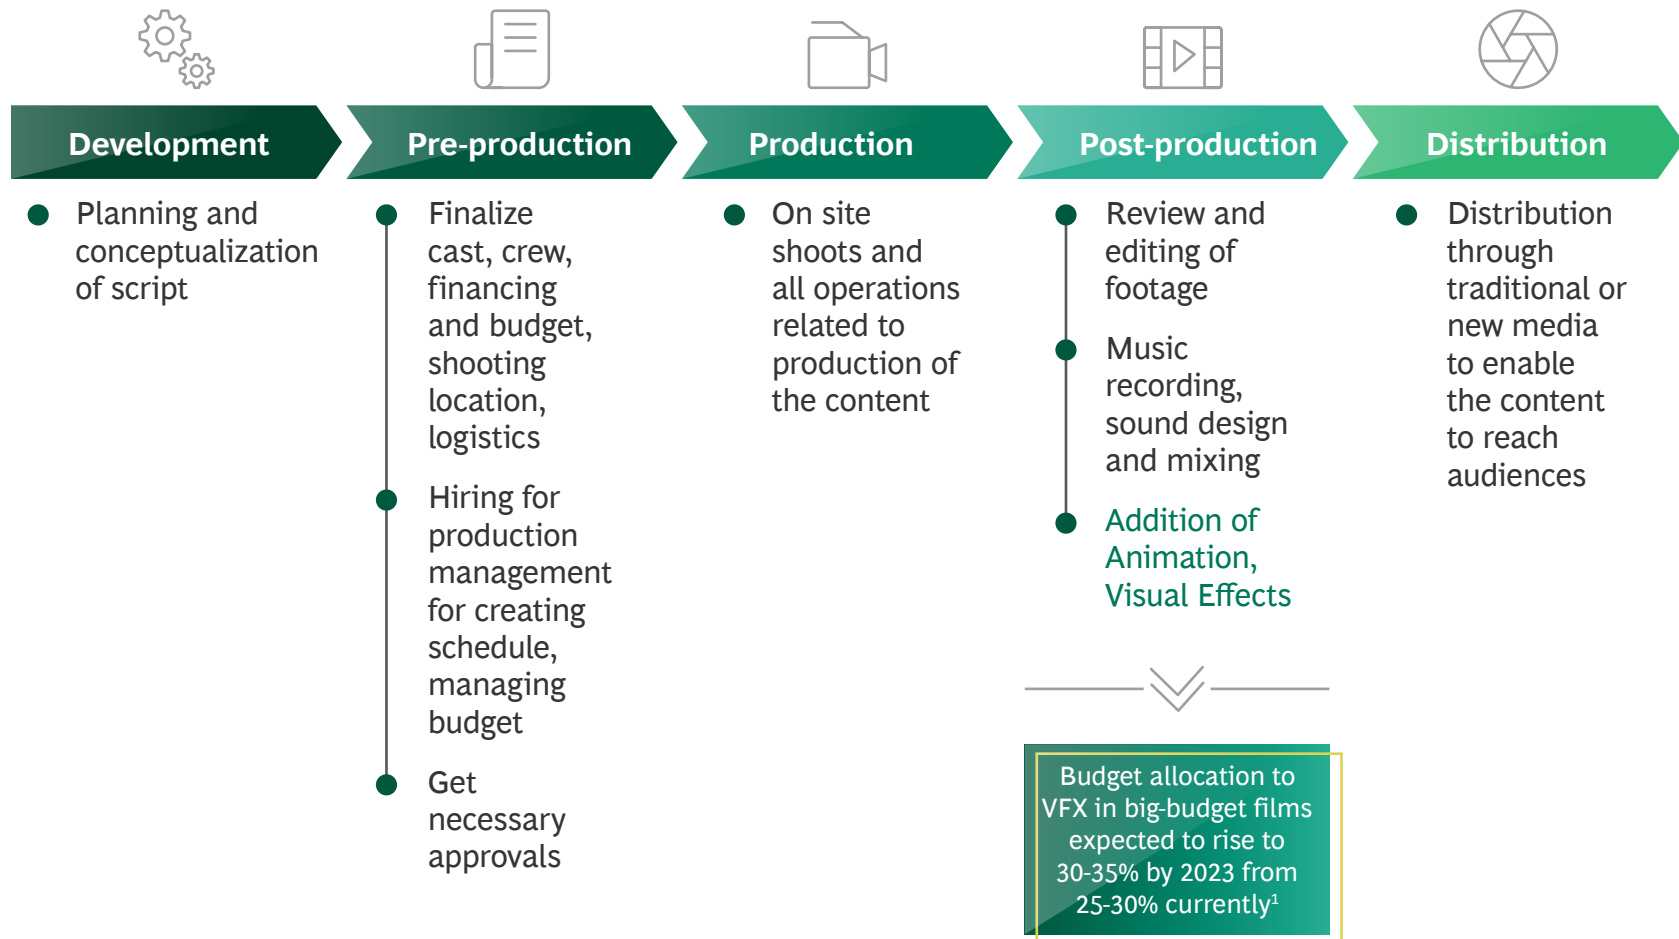 Development
Planning and
conceptualization
of script
Pre-production
Finalize
cast, crew,
financing
and budget,
shooting
location,
logistics
Hiring for
production
management
for creating
schedule,
managing
budget
Get
necessary
approvals
Production
On site
shoots and
all operations
related to
production of
the content
Post-production
Review and
editing of
footage
Music
recording,
sound design
and mixing
Addition of
Animation,
Visual Effects
Budget allocation to
VFX in big-budget films
expected to rise to
30-35% by 2023 from
25-30% currently¹
Distribution
Distribution
through
traditional or
new media
to enable
the content
to reach
audiences